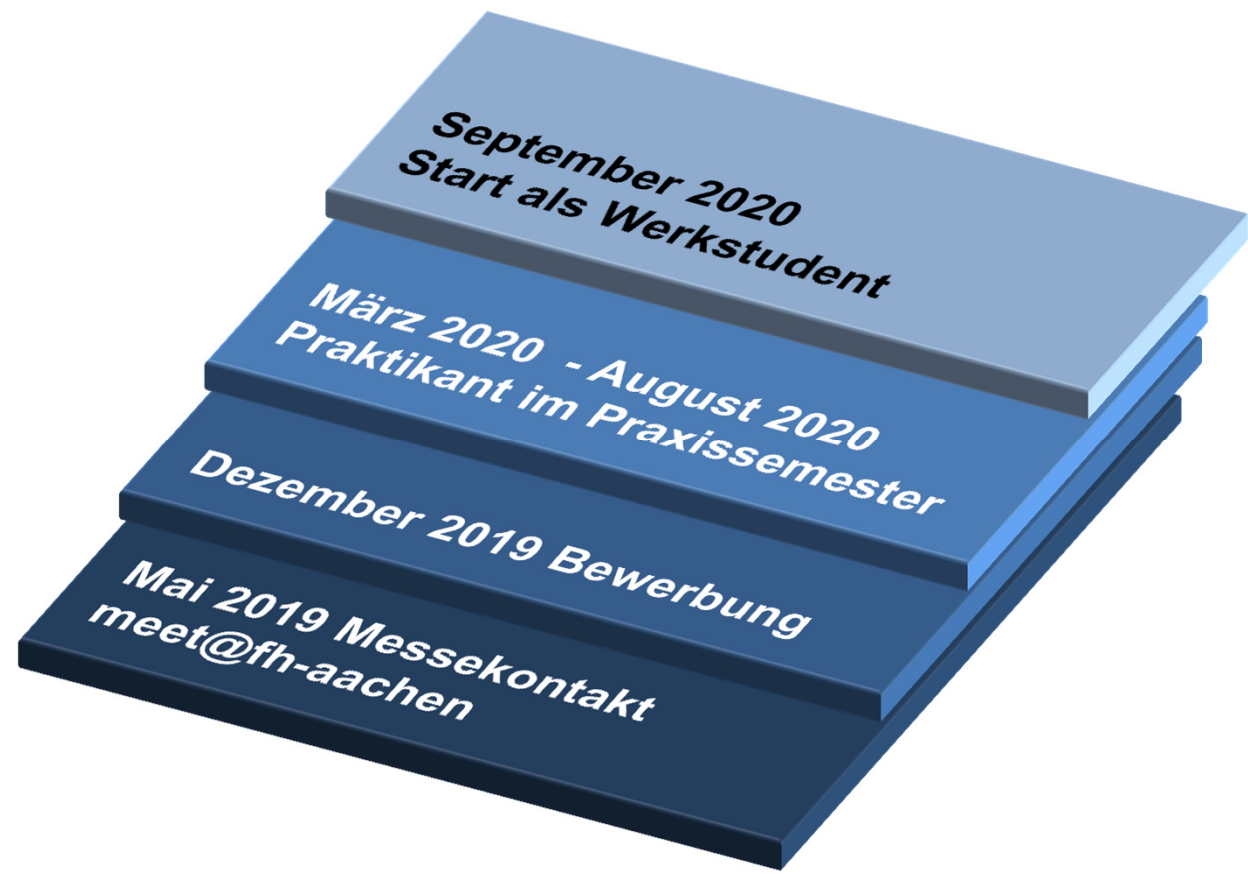 September 2020
Start als Werkstudent
März 2020 - August 2020
Praktikant im Praxissemester
Dezember 2019 Bewerbung
Mai 2019 Messekontakt
meet@fh-aachen